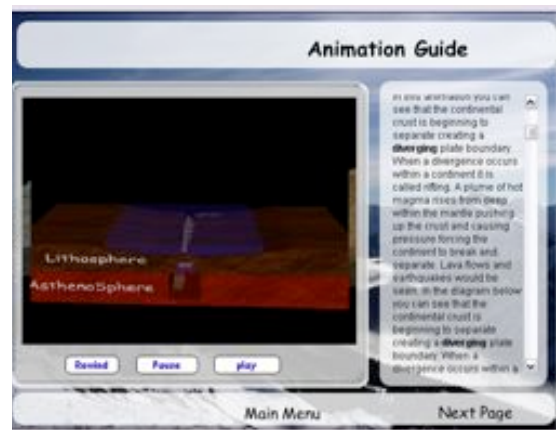 Animation Guide
In this animation you can
see that the continental
crust is beginning to
separate creating a
diverging plate boundary.
When a divergence occurs
within a continent it is
called rifting. A plume of hot
magma rises from deep
within the mantle pushing
up the crust and causing
pressure forcing the
continent to break and
separate. Lava flows and
earthquakes would be
seen. In the diagram below
you can see that the
continental crust is
beginning to separate
creating a diverging plate
boundary. When a
divergence occurs within a
Lithosphere
AsthenoSphere
Rewind
Pause
play
Main Menu
Next Page